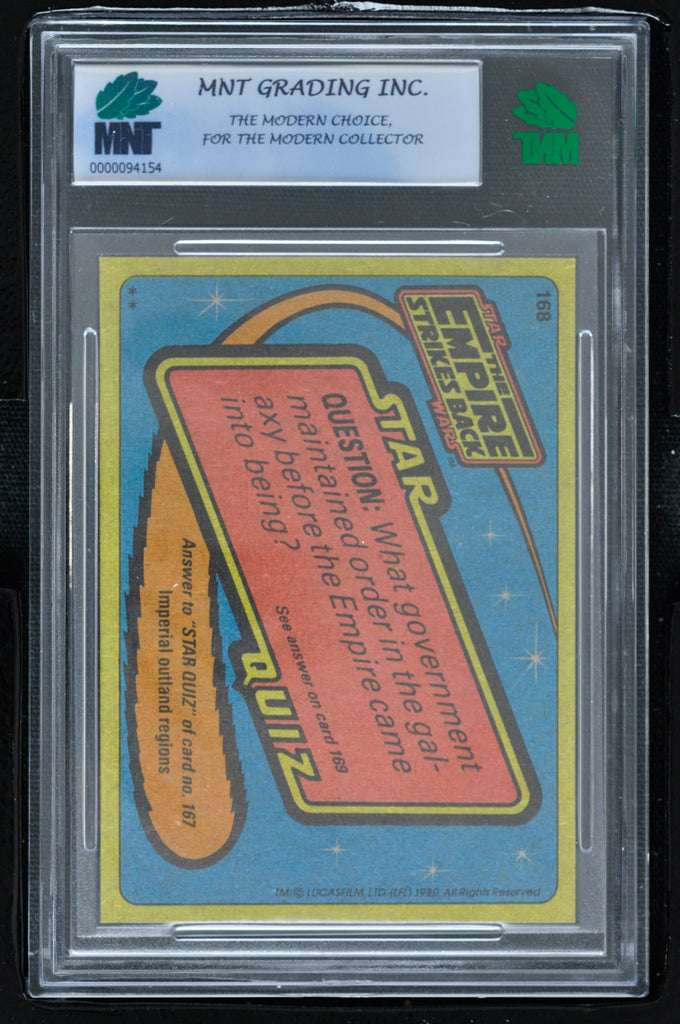 MNT GRADING INC.
THE MODERN CHOICE,
FOR THE MODERN COLLECTOR
MNT
0000094154
MNT
168
STAR
THE
EMPIRE
STRIKES BACK
WARS™
STAR
QUESTION: What government
maintained order in the gal-
axy before the Empire came
into being?
See answer on card 169
QUIZ
Answer to "STAR QUIZ" of card no. 167
Imperial outland regions
* *
TM: © LUCASFILM, LTD. (LFL) 1980. All Rights Reserved